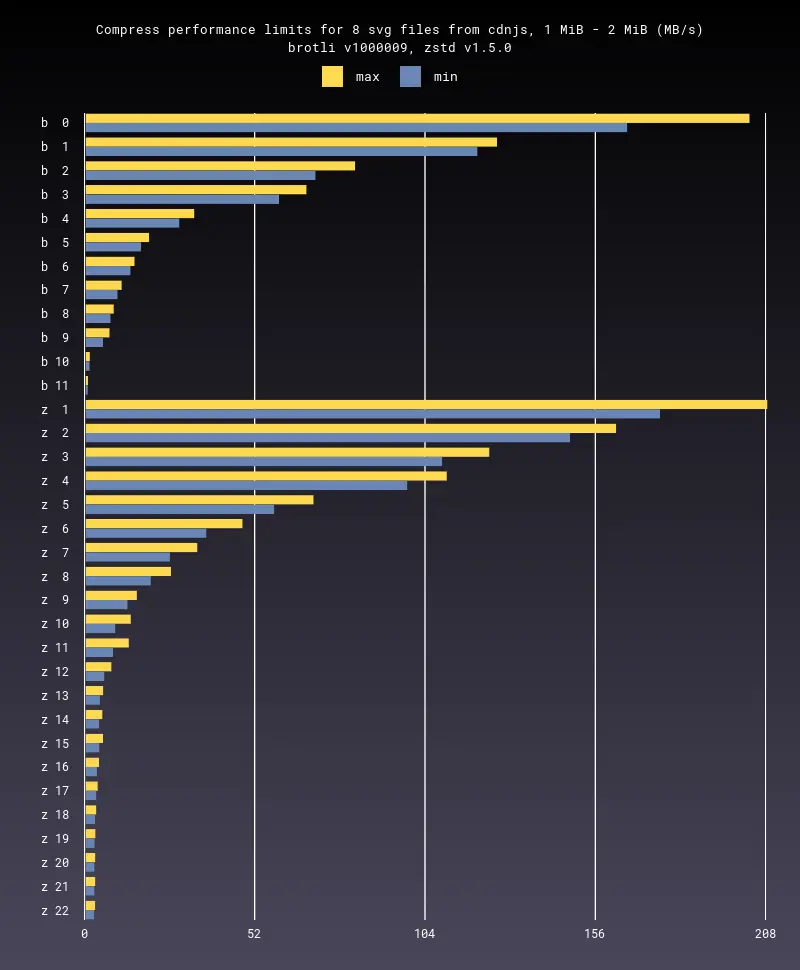 Compress performance limits for 8 svg files from cdnjs, 1 MiB - 2 MiB (MB/s)
brotli v1000009, zstd v1.5.0
max min
b 0
b 1
b 2
b 3
b 4
b 5
b 6
b 7
b 8
b 9
b 10
b 11
z 1
z 2
z 3
z 4
z 5
z 6
z 7
z 8
z 9
z 10
z 11
z 12
z 13
z 14
z 15
z 16
z 17
z 18
z 19
z 20
z 21
z 22
0 52 104 156 208